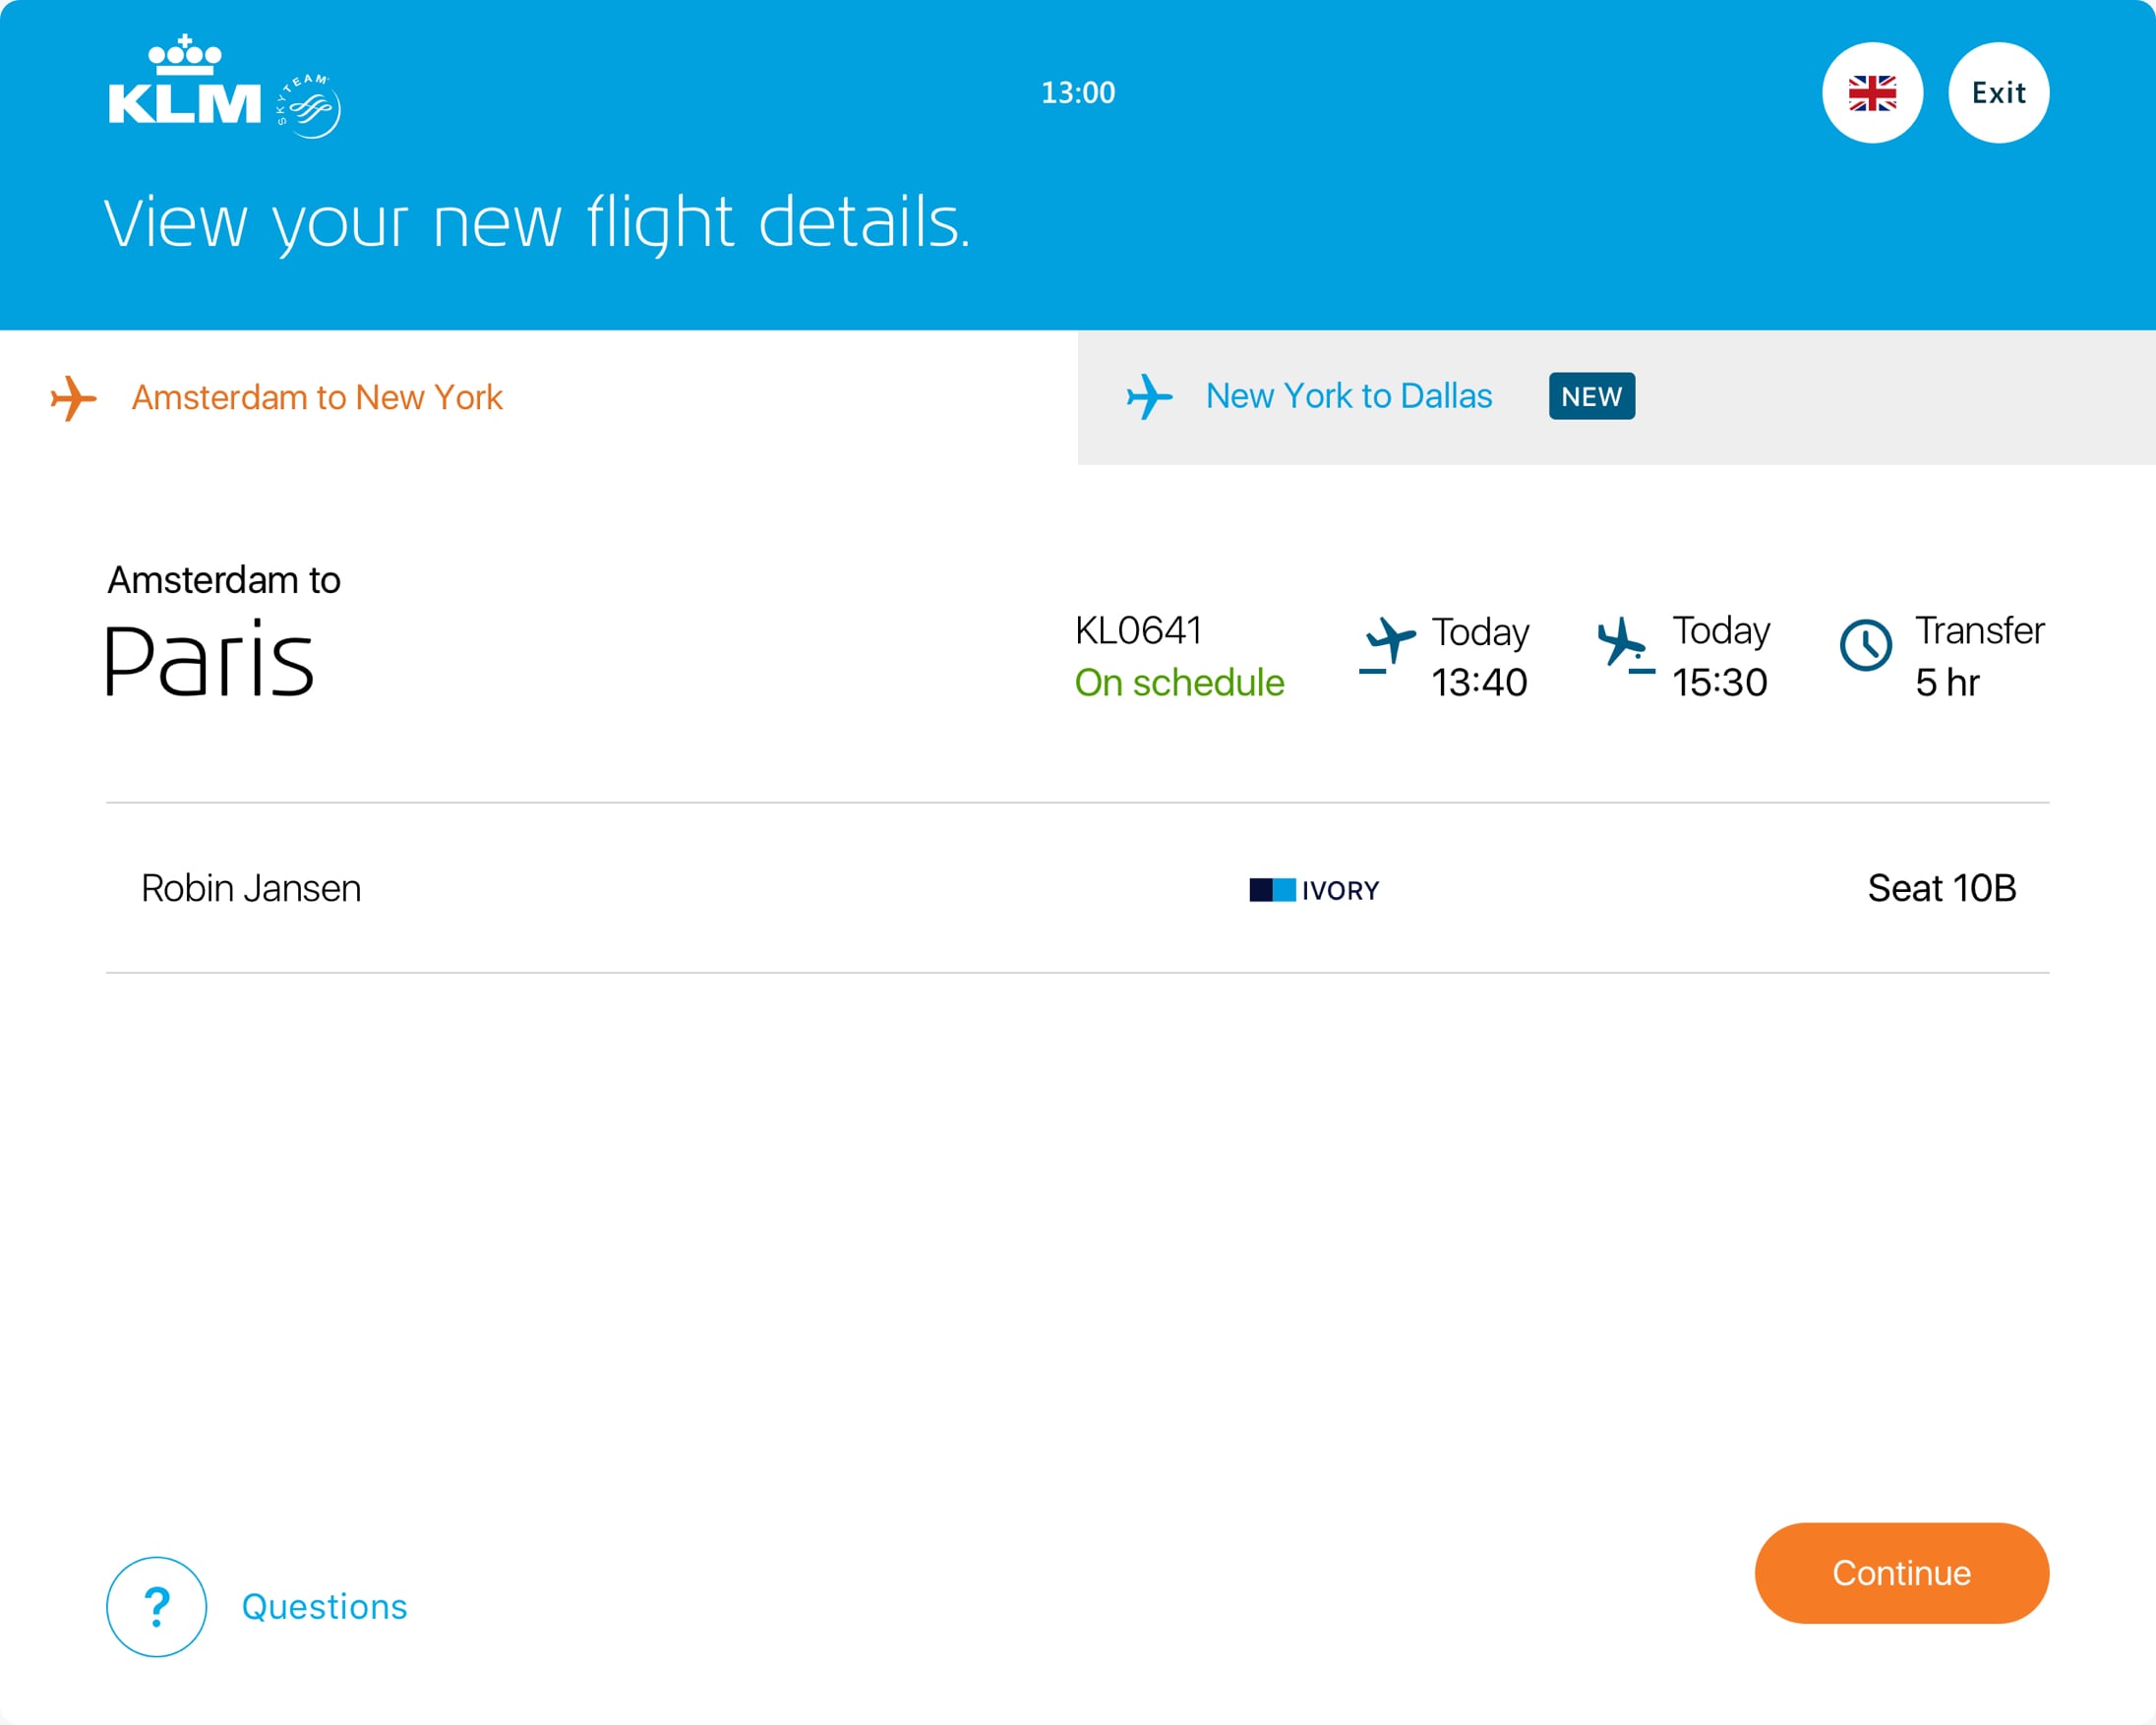 KLM
SKYTEAM
13:00
Exit
View your new flight details.
Amsterdam to New York
New York to Dallas
NEW
Amsterdam to
Paris
KL0641
On schedule
Today
13:40
Today
15:30
Transfer
5 hr
Robin Jansen
IVORY
Seat 10B
?
Questions
Continue